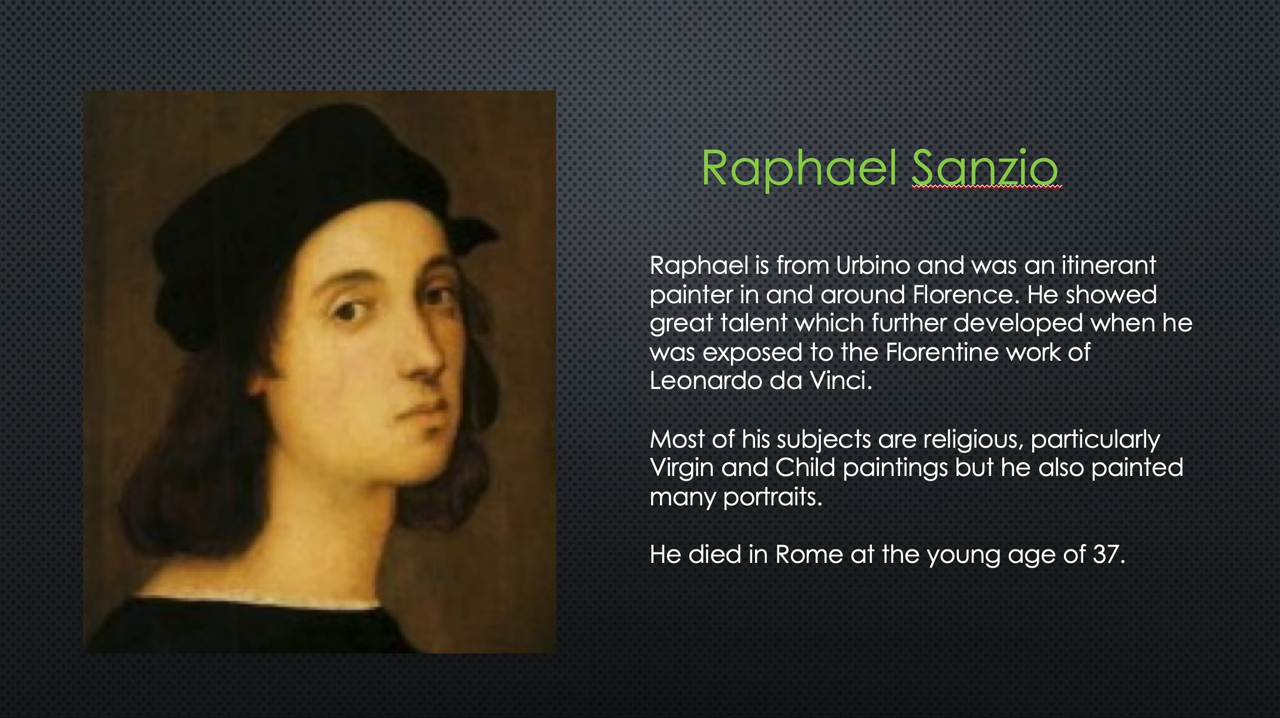 Raphael Sanzio
Raphael is from Urbino and was an itinerant
painter in and around Florence. He showed
great talent which further developed when he
was exposed to the Florentine work of
Leonardo da Vinci.
Most of his subjects are religious, particularly
Virgin and Child paintings but he also painted
many portraits.
He died in Rome at the young age of 37.